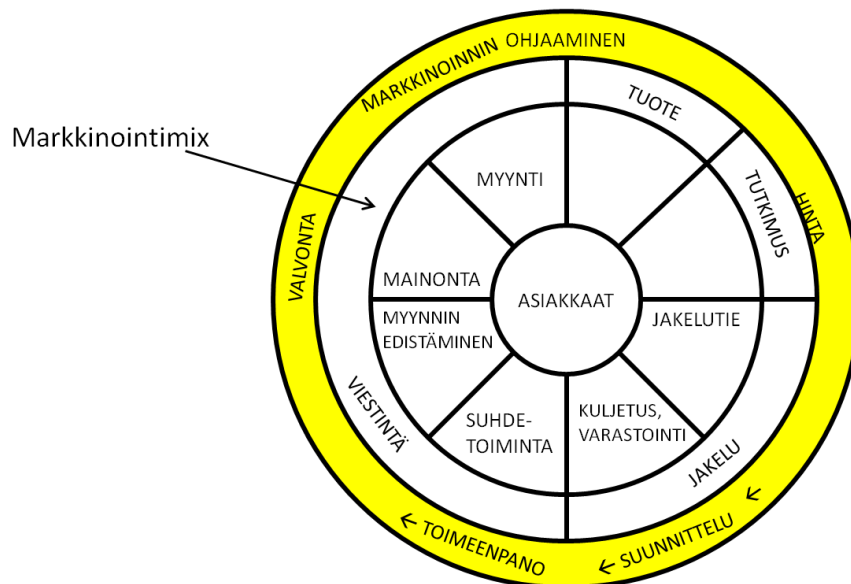 MARKKINOINNIN OHJAAMINEN
TUOTE
Markkinointimix
MYYNTI
TUTKIMUS
HINTA
VALVONTA
MAINONTA
ASIAKKAAT
MYYNNIN
EDISTÄMINEN
JAKELUTIE
VIESTINTÄ
SUHDE-
TOIMINTA
KULJETUS,
VARASTOINTI
JAKELU
← TOIMEENPANO
← SUUNNITTELU ←